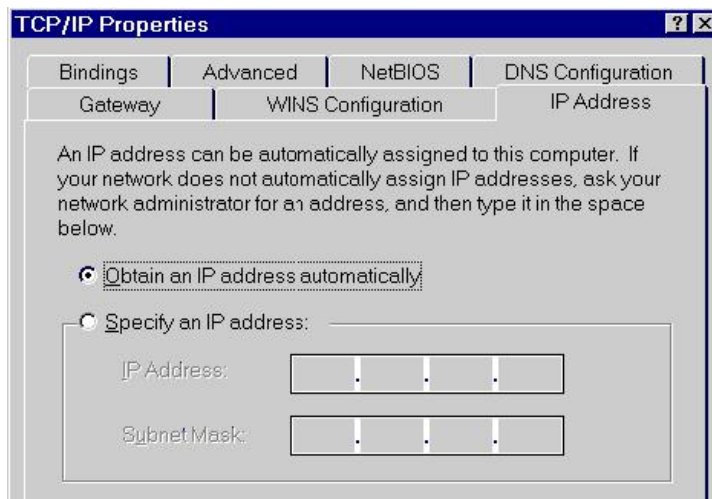 TCP/IP Properties
Bindings Advanced NetBIOS DNS Configuration
Gateway WINS Configuration IP Address
An IP address can be automatically assigned to this computer. If
your network does not automatically assign IP addresses, ask your
network administrator for an address, and then type it in the space
below.
Obtain an IP address automatically
Specify an IP address:
IP Address:
Subnet Mask: